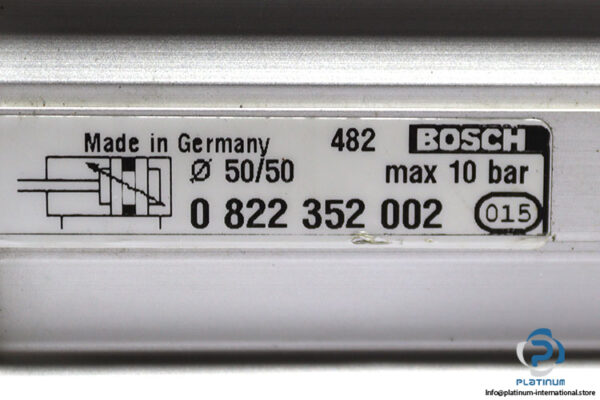 Made in Germany 482 BOSCH
Ø 50/50 max 10 bar
0 822 352 002 015
PLATINUM
Info@platinum-international.store